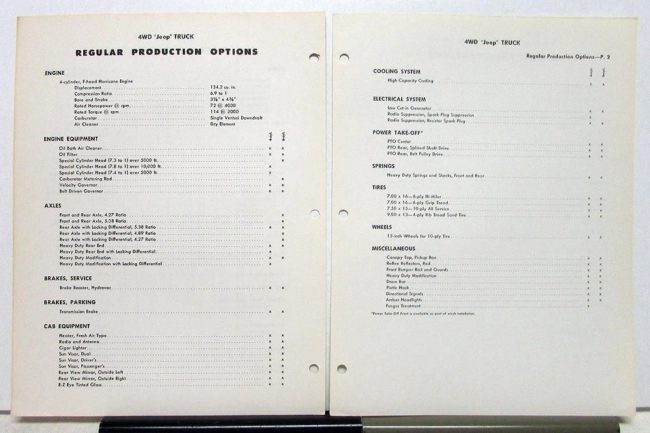 4WD 'Jeep' TRUCK
REGULAR PRODUCTION OPTIONS
ENGINE
4-cylinder, F-head Hurricane Engine
Displacement 134.2 cu. in.
Compression Ratio 6.9 to 1
Bore and Stroke 3⅛" x 4⅜"
Rated Horsepower @ rpm. 72 @ 4000
Rated Torque @ rpm. 114 @ 2000
Carburetor Single Venturi Downdraft
Air Cleaner Dry Element
ENGINE EQUIPMENT
Oil Bath Air Cleaner x x
Oil Filter x x
Special Cylinder Head (7.3 to 1) over 5000 ft. x
Special Cylinder Head (7.8 to 1) over 10,000 ft. x
Special Cylinder Head (7.4 to 1) over 5000 ft. x
Carburetor Metering Rod x
Velocity Governor x x
Belt Driven Governor x x
AXLES
Front and Rear Axle, 4.27 Ratio x
Front and Rear Axle, 5.38 Ratio x
Rear Axle with Locking Differential, 5.38 Ratio x x
Rear Axle with Locking Differential, 4.89 Ratio x
Rear Axle with Locking Differential, 4.27 Ratio x
Heavy Duty Rear End x x
Heavy Duty Rear End with Locking Differential x
Heavy Duty Modification x x
Heavy Duty Modification with Locking Differential x
BRAKES, SERVICE
Brake Booster, Hydrovac x x
BRAKES, PARKING
Transmission Brake x x
CAB EQUIPMENT
Heater, Fresh Air Type x x
Radio and Antenna x x
Cigar Lighter x x
Sun Visor, Dual x x
Sun Visor, Driver's x x
Sun Visor, Passenger's x x
Rear View Mirror, Outside Left x x
Rear View Mirror, Outside Right x x
E-Z Eye Tinted Glass x x
4WD 'Jeep' TRUCK
Regular Production Options—P. 2
COOLING SYSTEM
High Capacity Cooling x x
ELECTRICAL SYSTEM
Low Cut-in Generator x x
Radio Suppression, Spark Plug Suppression x x
Radio Suppression, Resistor Spark Plug x x
POWER TAKE-OFF*
PTO Center x x
PTO Rear, Splined Shaft Drive x x
PTO Rear, Belt Pulley Drive x x
SPRINGS
Heavy Duty Springs and Shocks, Front and Rear x x
TIRES
7.00 x 16—6-ply Hi-Miler x x
7.00 x 16—6-ply Grip Tread x x
7.50 x 15—10-ply All Service x x
9.00 x 13—4-ply Rib Broad Sand Tire x x
WHEELS
15-inch Wheels for 10-ply Tire x x
MISCELLANEOUS
Canopy Top, Pickup Box x x
Reflex Reflectors, Red x x
Front Bumper Rail and Guards x x
Heavy Duty Modification x x
Draw Bar x x
Pintle Hook x x
Directional Signals x x
Amber Headlights x x
Fungus Treatment x
*Power Take-Off Front is available as part of winch installation.